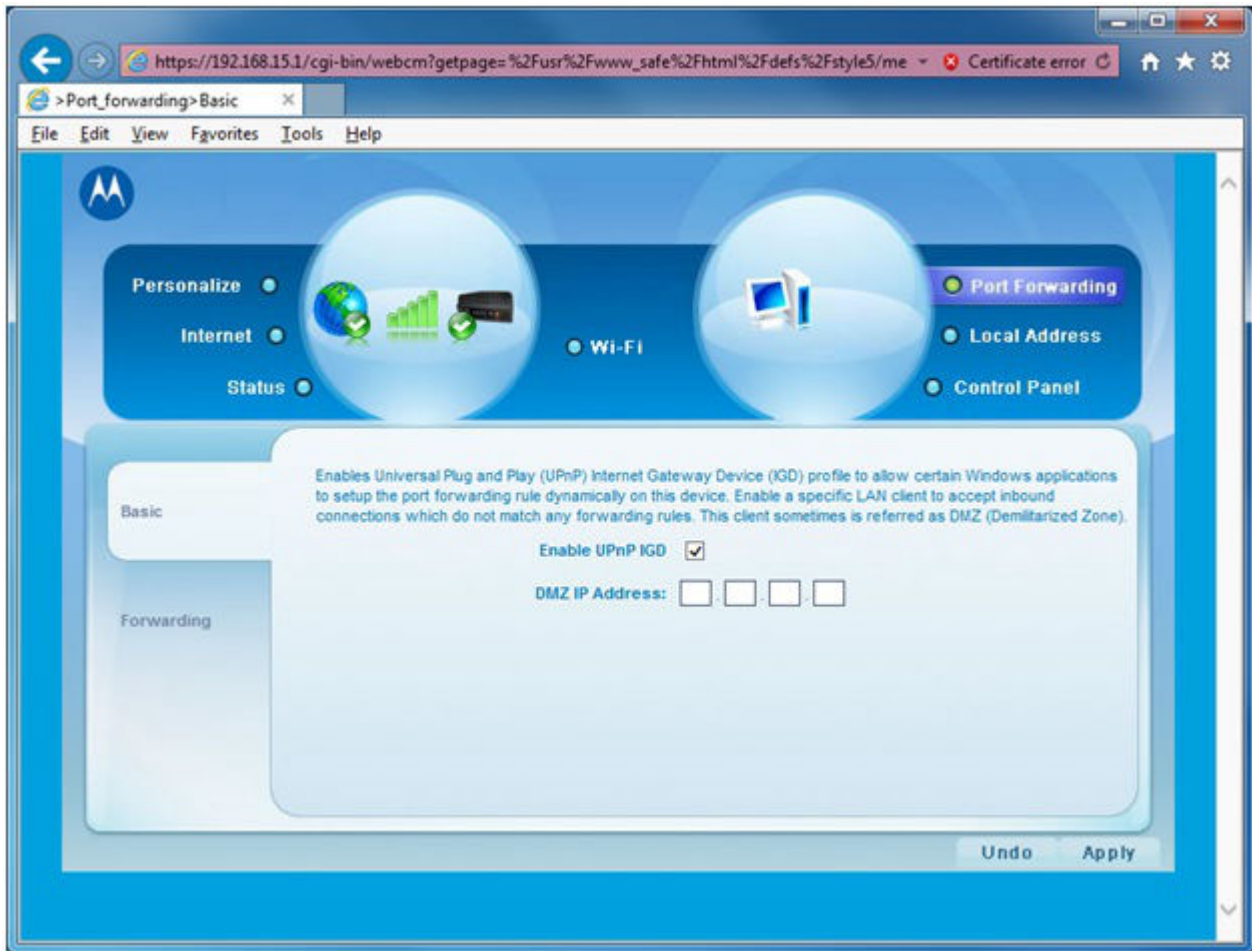 https://192.168.15.1/cgi-bin/webcm?getpage=%2Fusr%2Fwww_safe%2Fhtml%2Fdefs%2Fstyle5/me
Certificate error
>Port_forwarding>Basic
File Edit View Favorites Tools Help
Personalize
Internet
Status
Wi-Fi
Port Forwarding
Local Address
Control Panel
Basic
Forwarding
Enables Universal Plug and Play (UPnP) Internet Gateway Device (IGD) profile to allow certain Windows applications
to setup the port forwarding rule dynamically on this device. Enable a specific LAN client to accept inbound
connections which do not match any forwarding rules. This client sometimes is referred as DMZ (Demilitarized Zone).
Enable UPnP IGD
DMZ IP Address:
Undo Apply